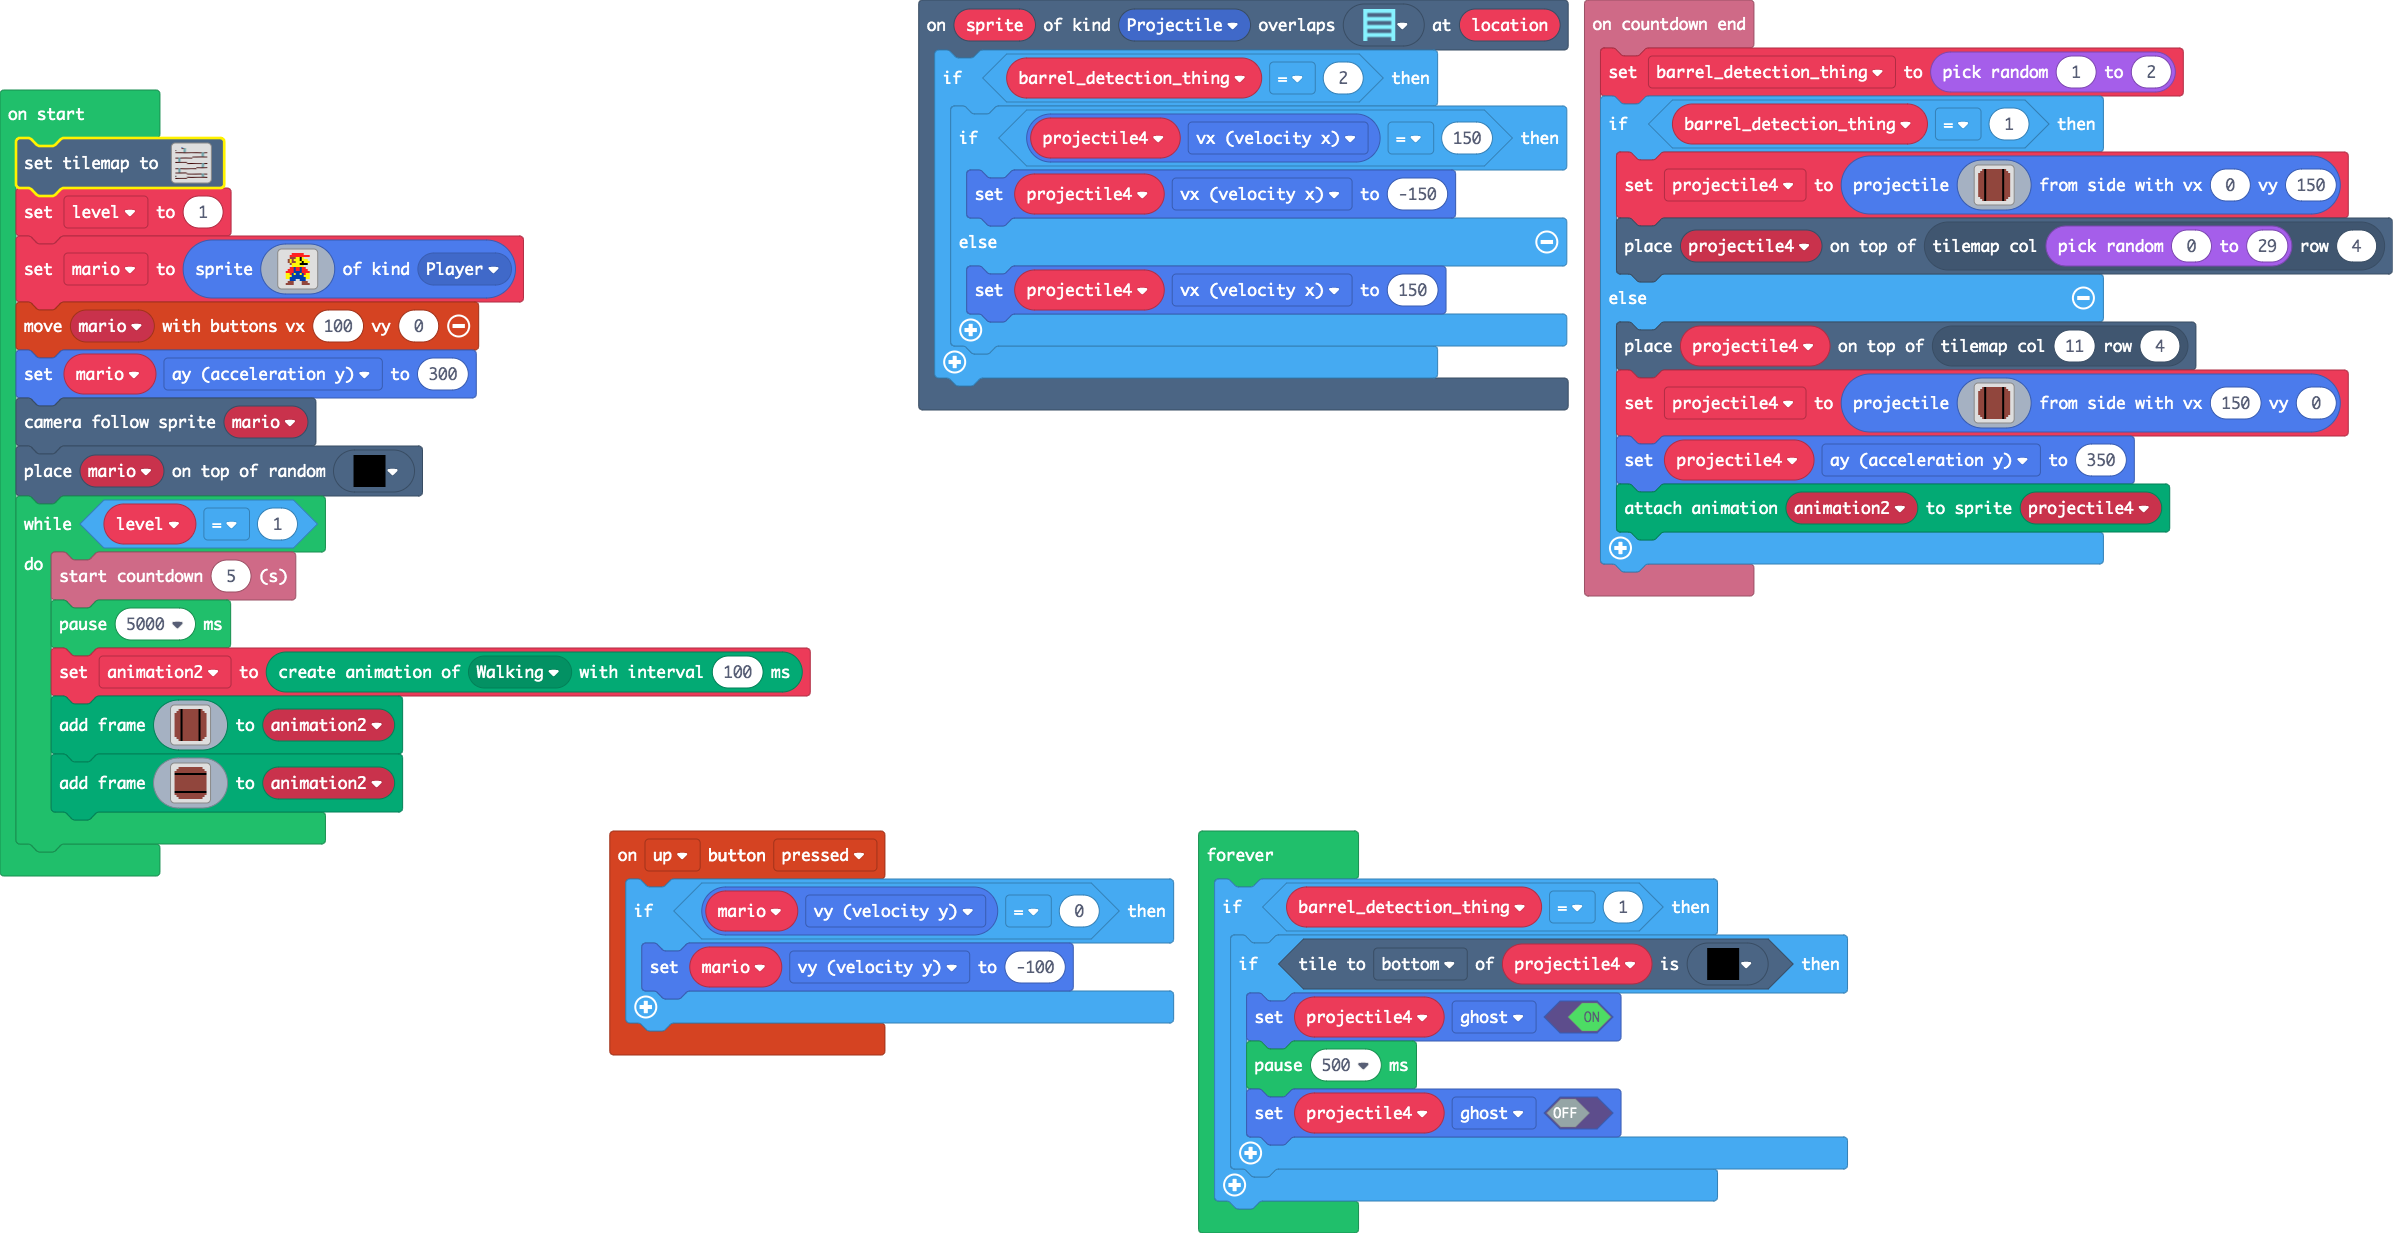 on start
set tilemap to
set level to 1
set mario to sprite of kind Player
move mario with buttons vx 100 vy 0
set mario ay (acceleration y) to 300
camera follow sprite mario
place mario on top of random
while level = 1
do
start countdown 5 (s)
pause 5000 ms
set animation2 to create animation of Walking with interval 100 ms
add frame to animation2
add frame to animation2
on sprite of kind Projectile overlaps at location
if barrel_detection_thing = 2 then
if projectile4 vx (velocity x) = 150 then
set projectile4 vx (velocity x) to -150
else
set projectile4 vx (velocity x) to 150
on countdown end
set barrel_detection_thing to pick random 1 to 2
if barrel_detection_thing = 1 then
set projectile4 to projectile from side with vx 0 vy 150
place projectile4 on top of tilemap col pick random 0 to 29 row 4
else
place projectile4 on top of tilemap col 11 row 4
set projectile4 to projectile from side with vx 150 vy 0
set projectile4 ay (acceleration y) to 350
attach animation animation2 to sprite projectile4
on up button pressed
if mario vy (velocity y) = 0 then
set mario vy (velocity y) to -100
forever
if barrel_detection_thing = 1 then
if tile to bottom of projectile4 is then
set projectile4 ghost ON
pause 500 ms
set projectile4 ghost OFF